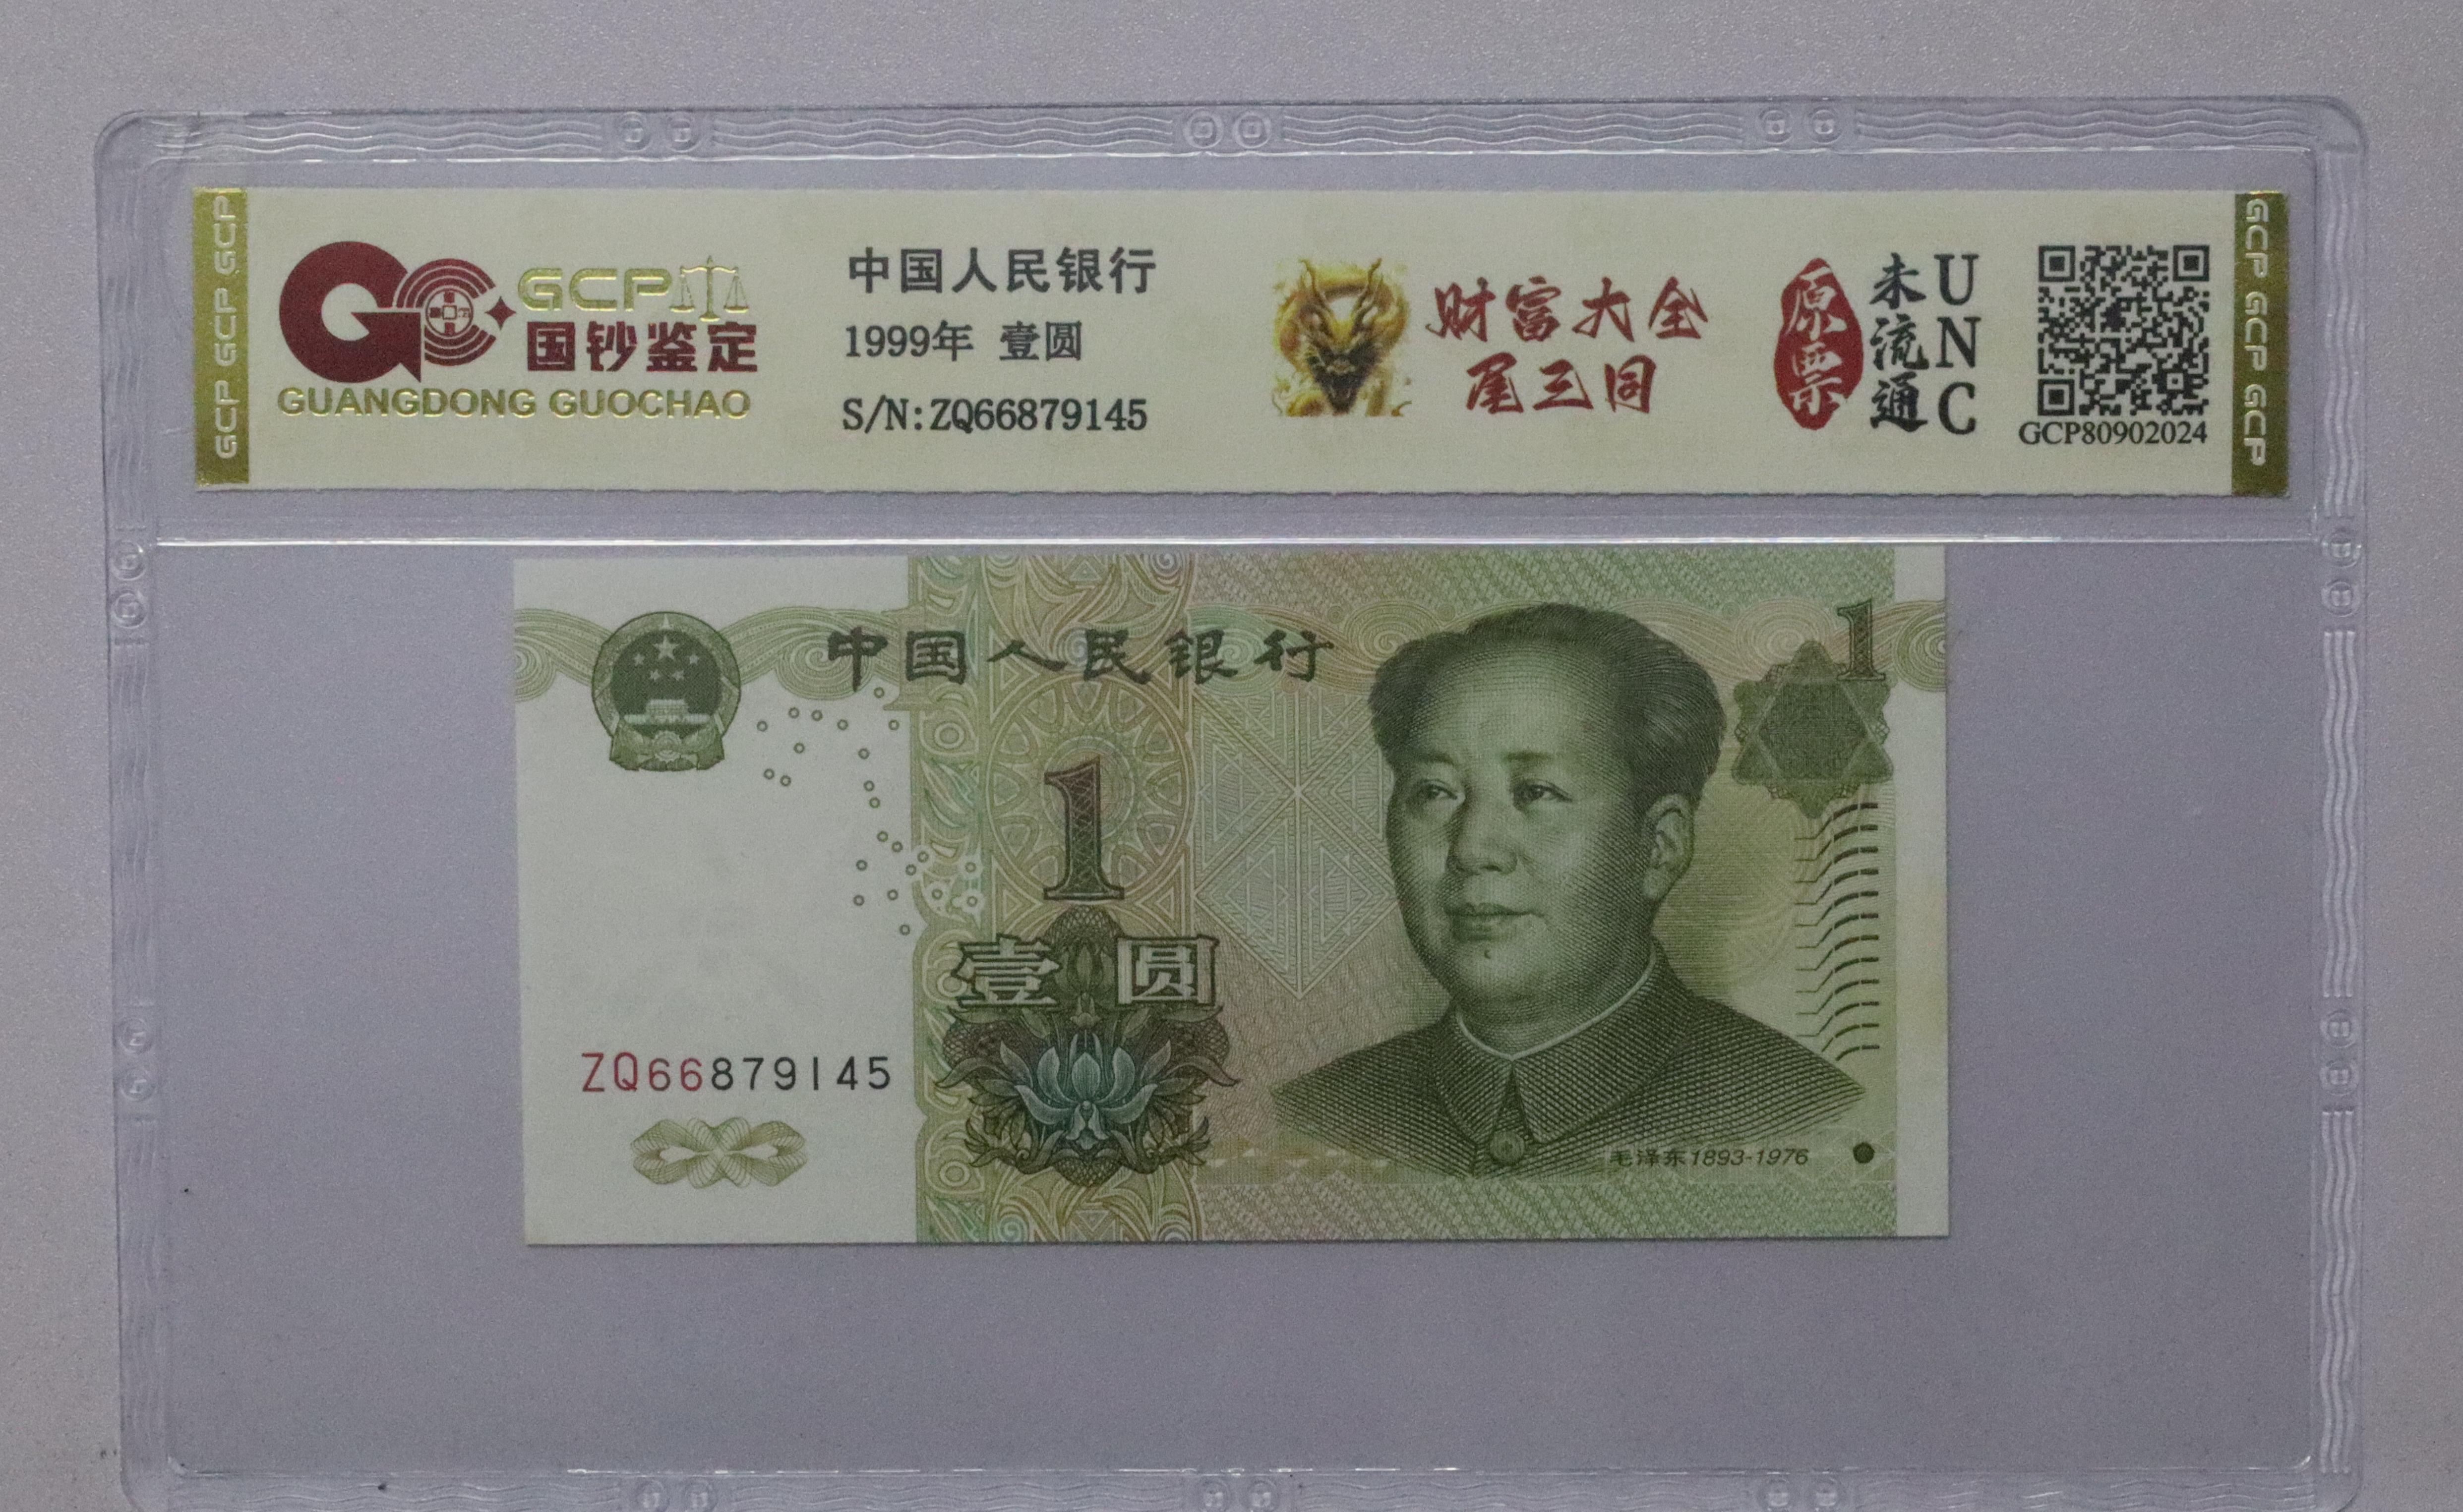 GCP GCP GCP
GCP
国钞鉴定
GUANGDONG GUOCHAO
中国人民银行
1999年 壹圆
S/N:ZQ66879145
财富大全
尾三同
原票
未流通
UNC
GCP80902024
GCP GCP GCP
中国人民银行
1
1
壹圆
ZQ66879145
毛泽东1893-1976